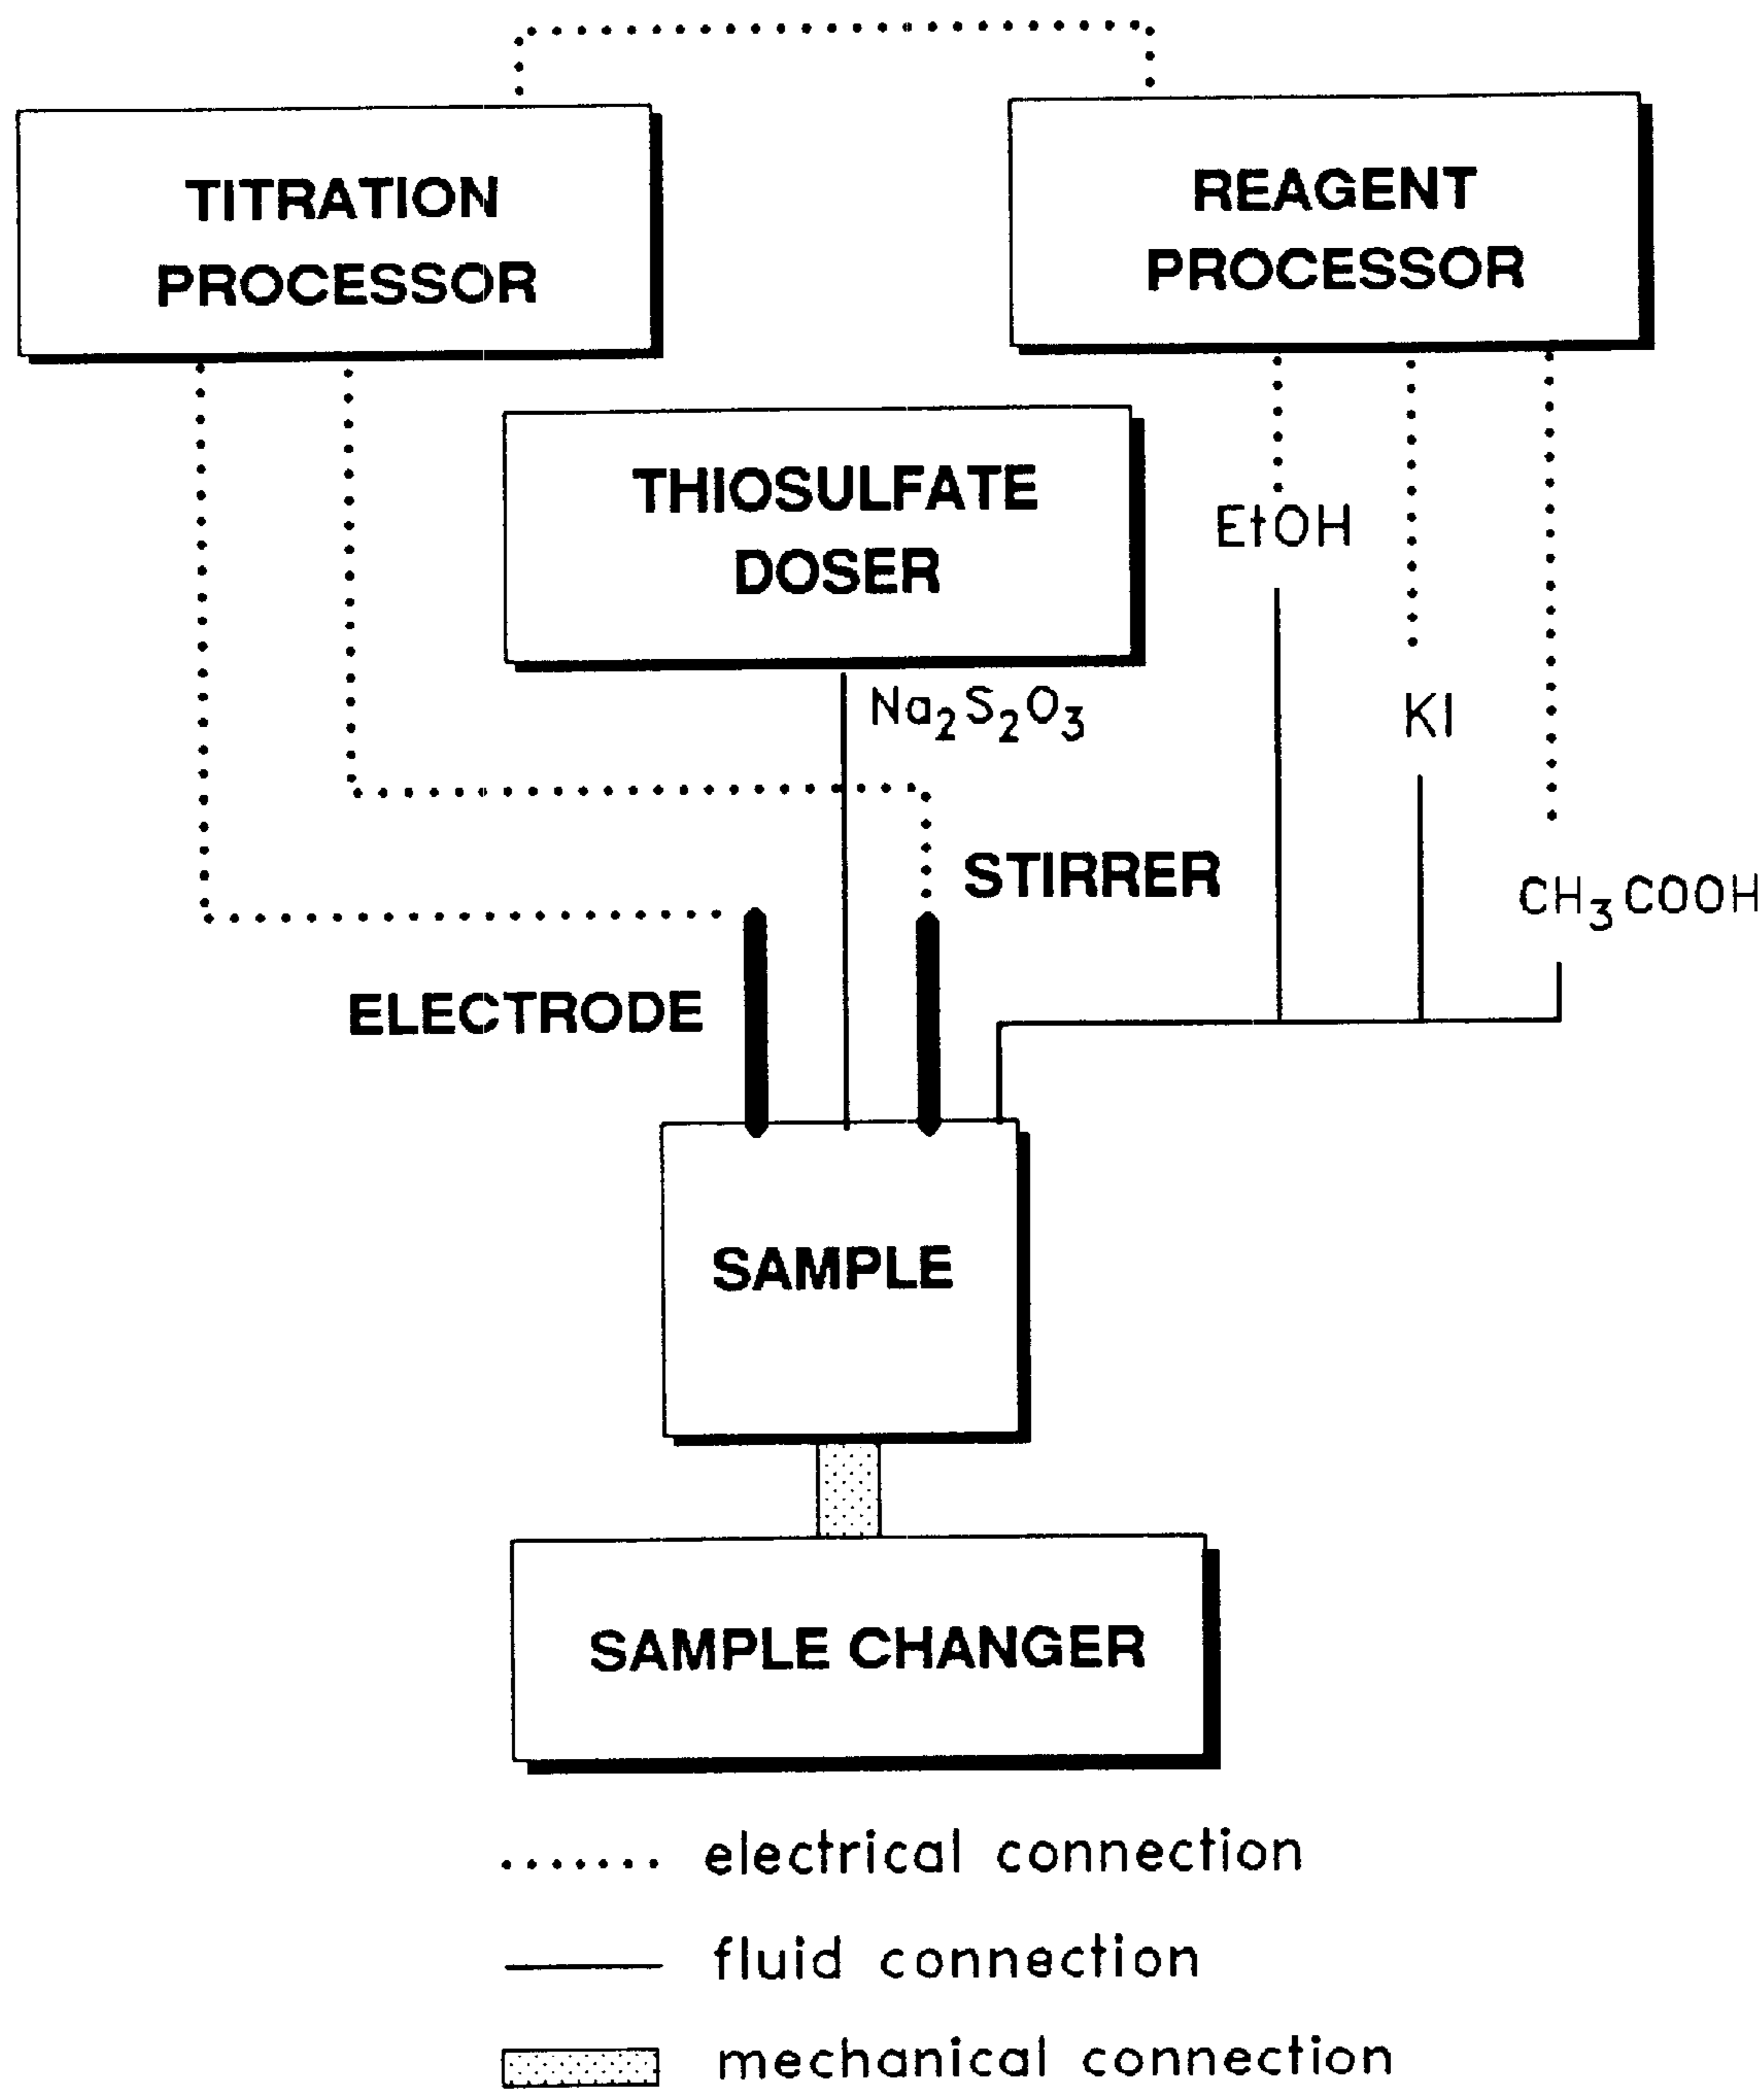 TITRATION
PROCESSOR
REAGENT
PROCESSOR
THIOSULFATE
DOSER
EtOH
Na₂S₂O₃
KI
STIRRER
CH₃COOH
ELECTRODE
SAMPLE
SAMPLE CHANGER
electrical connection
fluid connection
mechanical connection